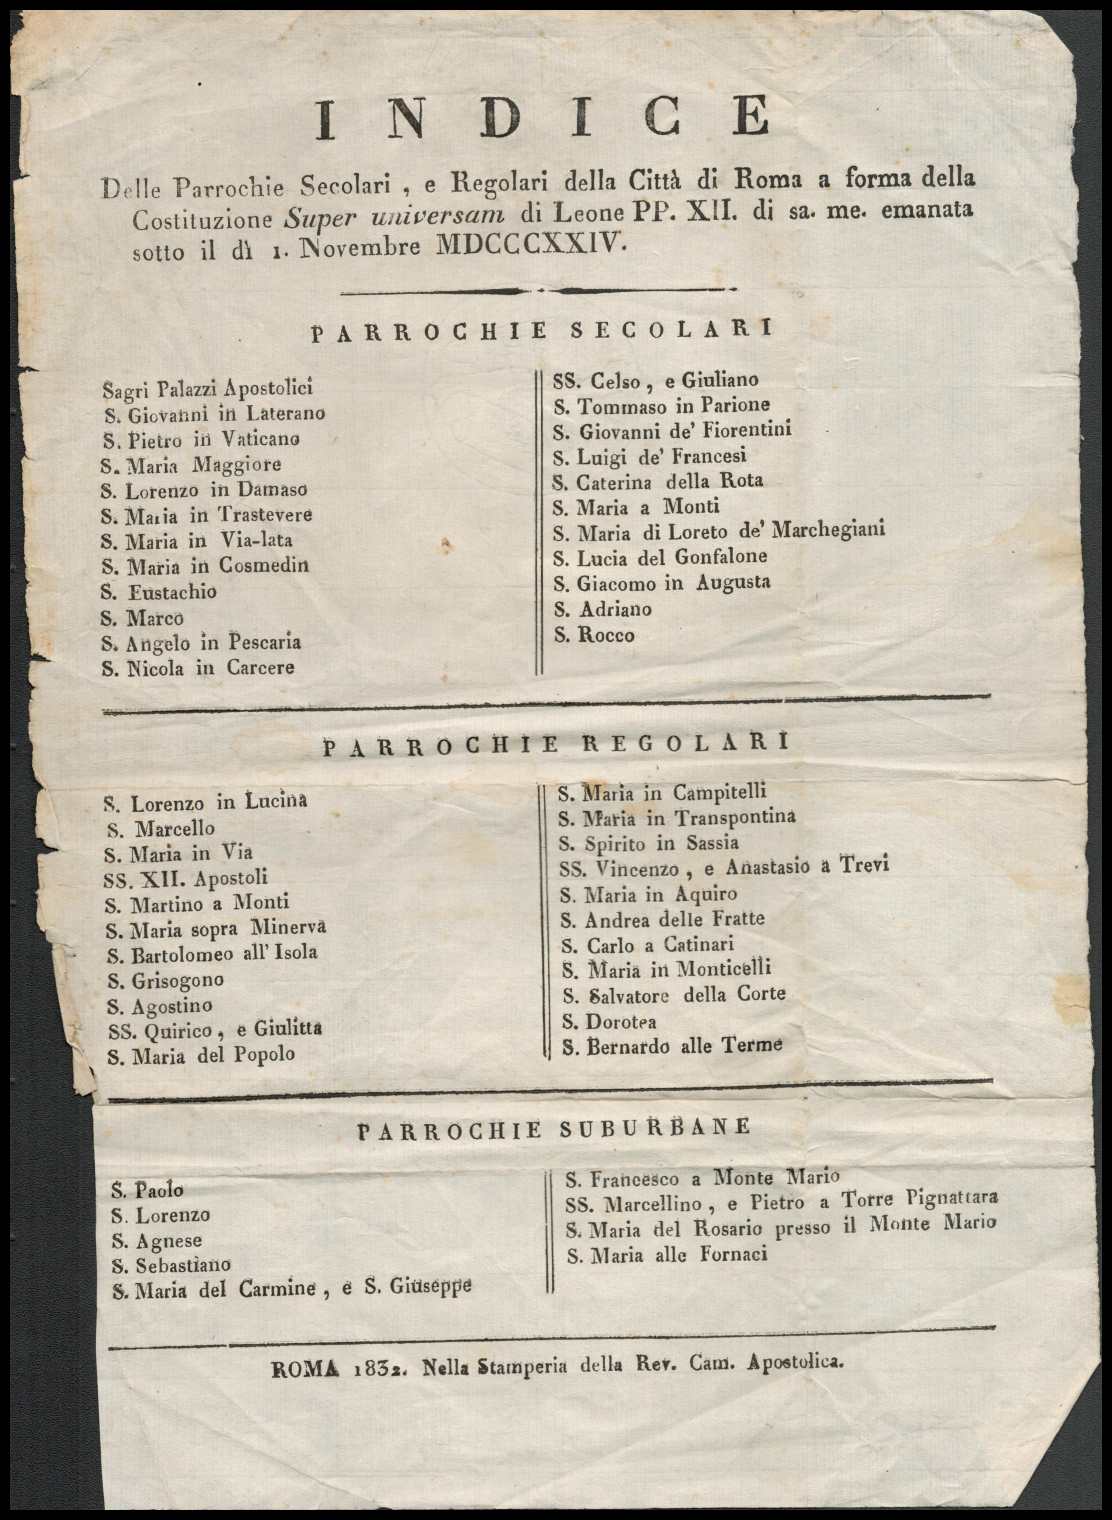 INDICE
Delle Parrochie Secolari , e Regolari della Città di Roma a forma della
Costituzione Super universam di Leone PP. XII. di sa. me. emanata
sotto il dì 1. Novembre MDCCCXXIV.
PARROCHIE SECOLARI
Sagri Palazzi Apostolici
S. Giovanni in Laterano
S. Pietro in Vaticano
S. Maria Maggiore
S. Lorenzo in Damaso
S. Maria in Trastevere
S. Maria in Via-lata
S. Maria in Cosmedin
S. Eustachio
S. Marco
S. Angelo in Pescaria
S. Nicola in Carcere
SS. Celso , e Giuliano
S. Tommaso in Parione
S. Giovanni de' Fiorentini
S. Luigi de' Francesi
S. Caterina della Rota
S. Maria a Monti
S. Maria di Loreto de' Marchegiani
S. Lucia del Gonfalone
S. Giacomo in Augusta
S. Adriano
S. Rocco
PARROCHIE REGOLARI
S. Lorenzo in Lucina
S. Marcello
S. Maria in Via
SS. XII. Apostoli
S. Martino a Monti
S. Maria sopra Minerva
S. Bartolomeo all' Isola
S. Grisogono
S. Agostino
SS. Quirico , e Giulitta
S. Maria del Popolo
S. Maria in Campitelli
S. Maria in Transpontina
S. Spirito in Sassia
SS. Vincenzo , e Anastasio a Trevi
S. Maria in Aquiro
S. Andrea delle Fratte
S. Carlo a Catinari
S. Maria in Monticelli
S. Salvatore della Corte
S. Dorotea
S. Bernardo alle Terme
PARROCHIE SUBURBANE
S. Paolo
S. Lorenzo
S. Agnese
S. Sebastiano
S. Maria del Carmine , e S. Giuseppe
S. Francesco a Monte Mario
SS. Marcellino , e Pietro a Torre Pignattara
S. Maria del Rosario presso il Monte Mario
S. Maria alle Fornaci
ROMA 1832. Nella Stamperia della Rev. Cam. Apostolica.